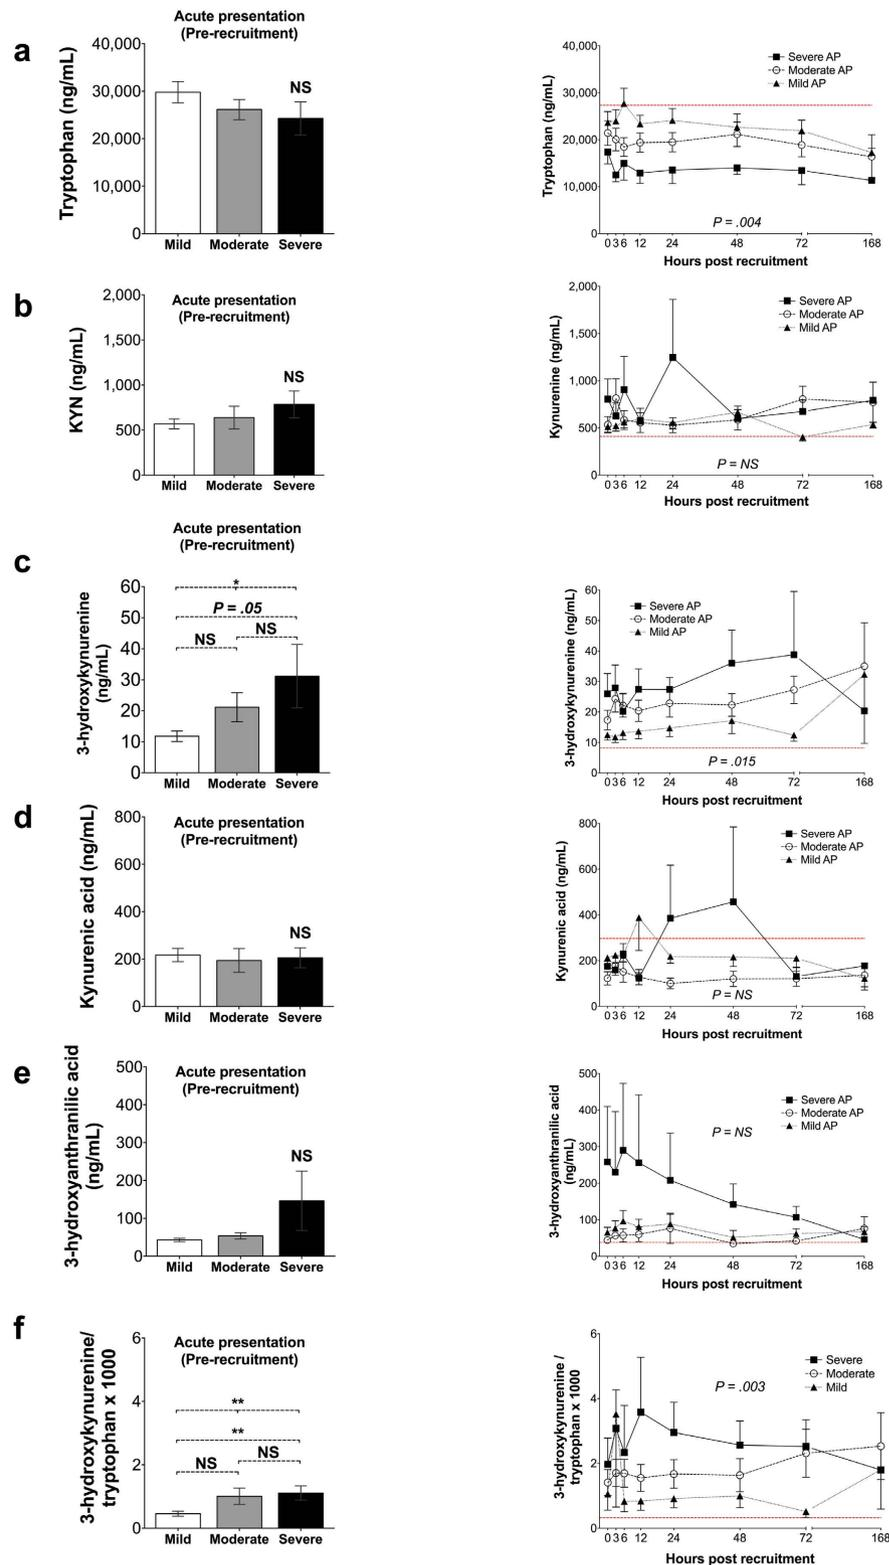 a
Acute presentation
(Pre-recruitment)
Tryptophan (ng/mL)
40,000
30,000
20,000
10,000
0
NS
Mild Moderate Severe
Tryptophan (ng/mL)
40,000
30,000
20,000
10,000
0
Severe AP
Moderate AP
Mild AP
P = .004
0 3 6 12 24 48 72 168
Hours post recruitment
b
Acute presentation
(Pre-recruitment)
KYN (ng/mL)
2,000
1,500
1,000
500
0
NS
Mild Moderate Severe
Kynurenine (ng/mL)
2,000
1,500
1,000
500
0
Severe AP
Moderate AP
Mild AP
P = NS
0 3 6 12 24 48 72 168
Hours post recruitment
c
Acute presentation
(Pre-recruitment)
3-hydroxykynurenine
(ng/mL)
60
50
40
30
20
10
0
*
P = .05
NS NS
Mild Moderate Severe
3-hydroxykynurenine (ng/mL)
60
50
40
30
20
10
0
Severe AP
Moderate AP
Mild AP
P = .015
0 3 6 12 24 48 72 168
Hours post recruitment
d
Acute presentation
(Pre-recruitment)
Kynurenic acid (ng/mL)
800
600
400
200
0
NS
Mild Moderate Severe
Kynurenic acid (ng/mL)
800
600
400
200
0
Severe AP
Moderate AP
Mild AP
P = NS
0 3 6 12 24 48 72 168
Hours post recruitment
e
Acute presentation
(Pre-recruitment)
3-hydroxyanthranilic acid
(ng/mL)
500
400
300
200
100
0
NS
Mild Moderate Severe
3-hydroxyanthranilic acid
(ng/mL)
500
400
300
200
100
0
Severe AP
Moderate AP
Mild AP
P = NS
0 3 6 12 24 48 72 168
Hours post recruitment
f
Acute presentation
(Pre-recruitment)
3-hydroxykynurenine/
tryptophan x 1000
6
4
2
0
**
**
NS NS
Mild Moderate Severe
3-hydroxykynurenine /
tryptophan x 1000
6
4
2
0
Severe
Moderate
Mild
P = .003
0 3 6 12 24 48 72 168
Hours post recruitment